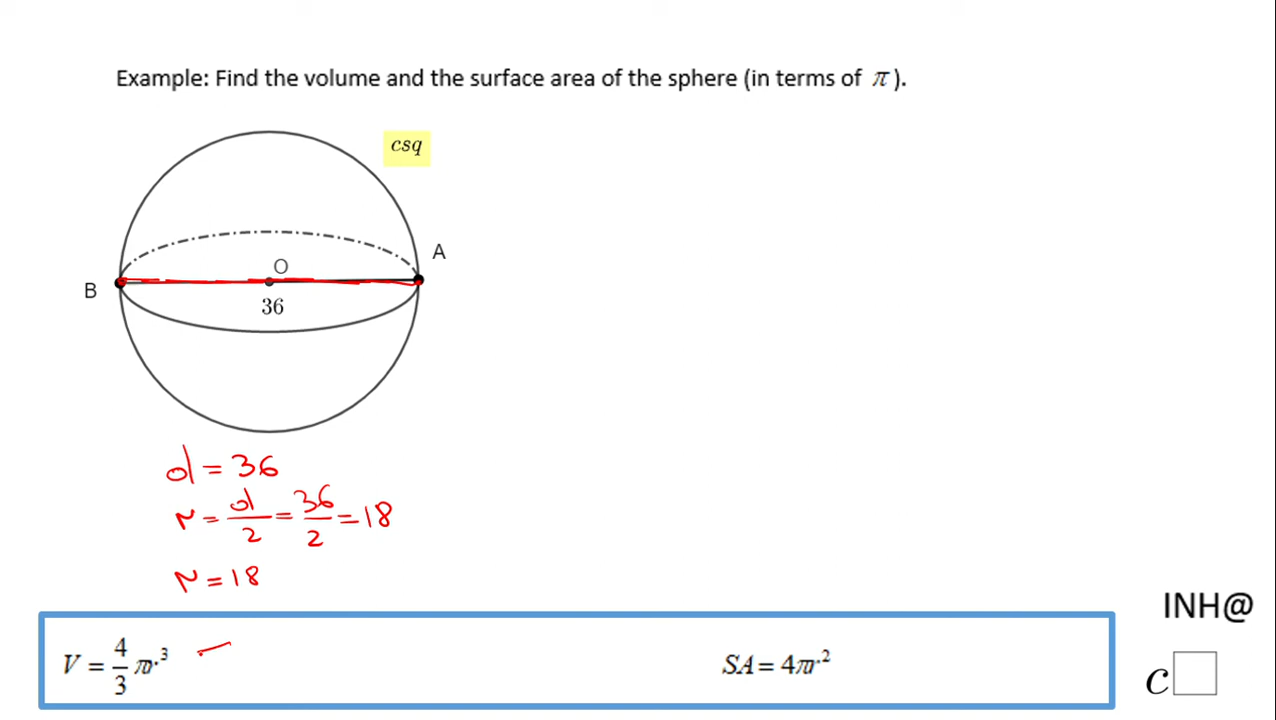 Example: Find the volume and the surface area of the sphere (in terms of π).
csq
A
O
B
36
d = 36
r = d/2 = 36/2 = 18
r = 18
INH@
V = 4/3 πr³
SA = 4πr²
c